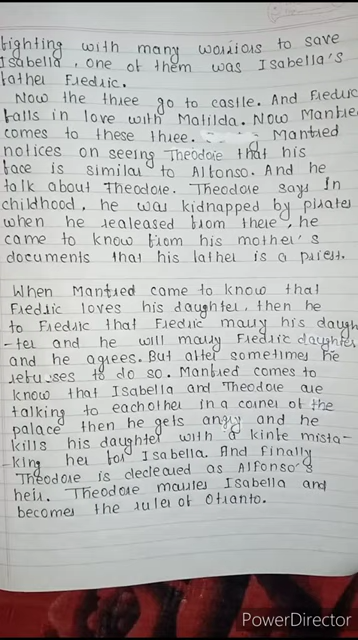 fighting with many warriors to save
Isabella, one of them was Isabella's
father Fredric.
Now the three go to castle. And Fredric
falls in love with Matilda. Now Manfre
comes to these three. Manfred
notices on seeing Theodore that his
face is similar to Alfonso. And he
talk about Theodore. Theodore says In
childhood, he was kidnapped by pirates
when he realeased from there, he
came to know from his mother's
documents that his father is a priest.
When Manfred came to know that
Fredric loves his daughter, then he
to Fredric that Fredric marry his daugh
-ter and he will marry Fredric daughter
and he agrees. But after sometimes he
refuses to do so. Manfred comes to
know that Isabella and Theodore are
talking to eachother in a corner of the
palace then he gets angry and he
kills his daughter with a kinfe mista-
-king her for Isabella. And finally
Theodore is decleared as Alfonso's
heir. Theodore marries Isabella and
becomes the ruler of Otranto.
PowerDirector